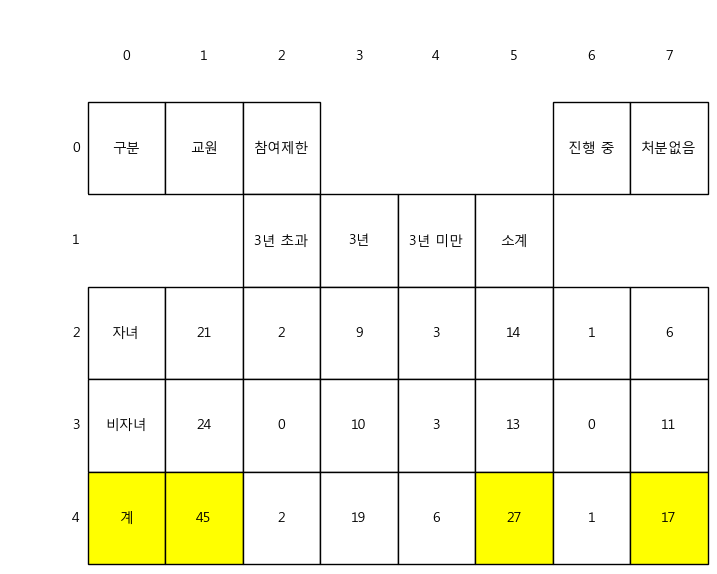 0 1 2 3 4 5 6 7
0 구분 교원 참여제한 진행 중 처분없음
1 3년 초과 3년 3년 미만 소계
2 자녀 21 2 9 3 14 1 6
3 비자녀 24 0 10 3 13 0 11
4 계 45 2 19 6 27 1 17